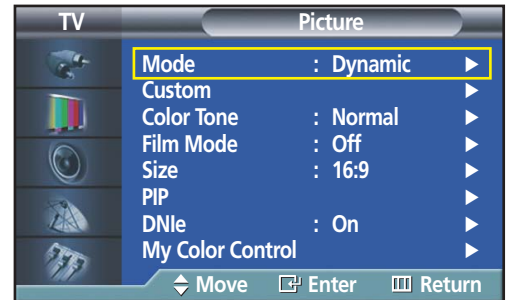 TV Picture
Mode : Dynamic
Custom
Color Tone : Normal
Film Mode : Off
Size : 16:9
PIP
DNIe : On
My Color Control
Move Enter Return